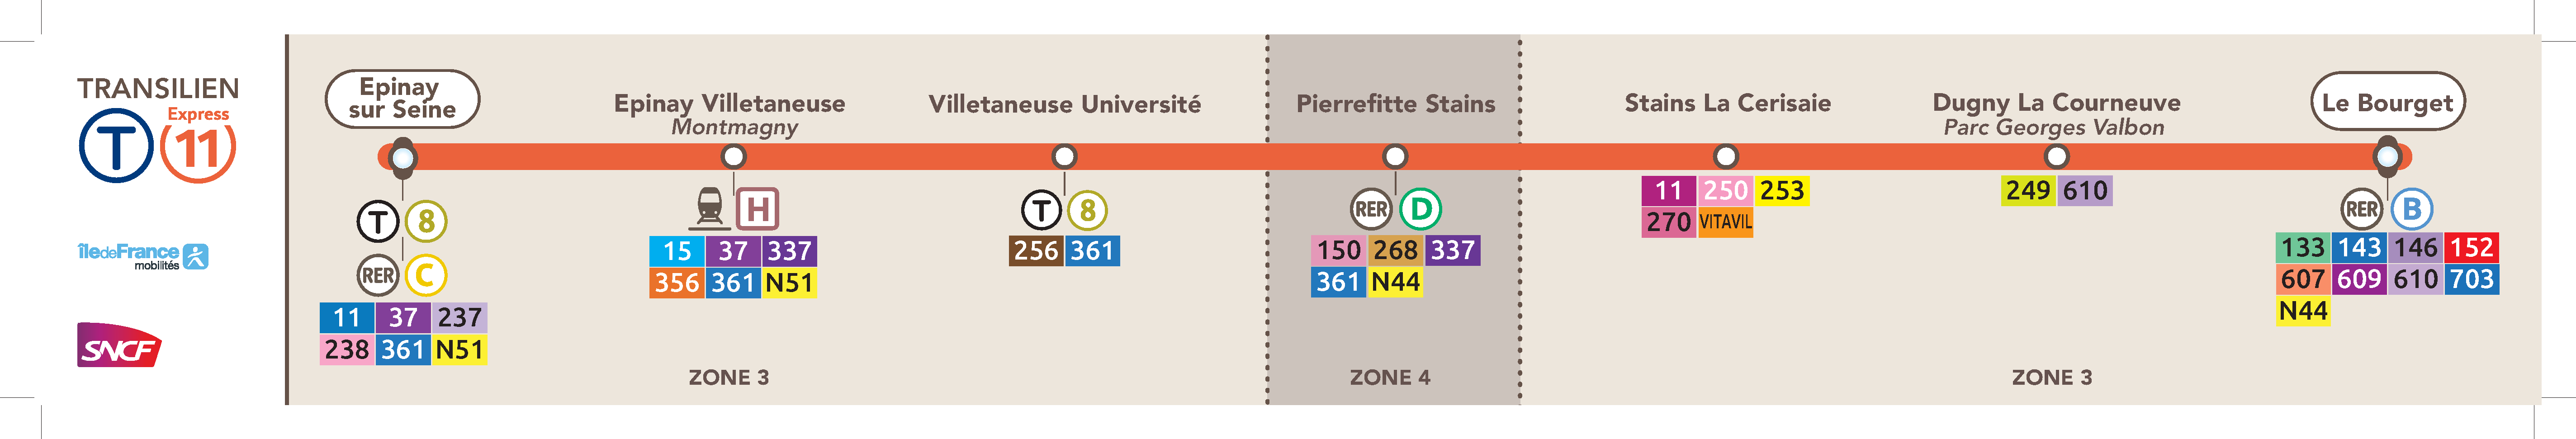 TRANSILIEN
T Express 11
îledeFrance
mobilités
SNCF
Epinay
sur Seine
T 8
RER C
11 37 237
238 361 N51
Epinay Villetaneuse
Montmagny
H
15 37 337
356 361 N51
ZONE 3
Villetaneuse Université
T 8
256 361
Pierrefitte Stains
RER D
150 268 337
361 N44
ZONE 4
Stains La Cerisaie
11 250 253
270 VITAVIL
Dugny La Courneuve
Parc Georges Valbon
249 610
ZONE 3
Le Bourget
RER B
133 143 146 152
607 609 610 703
N44